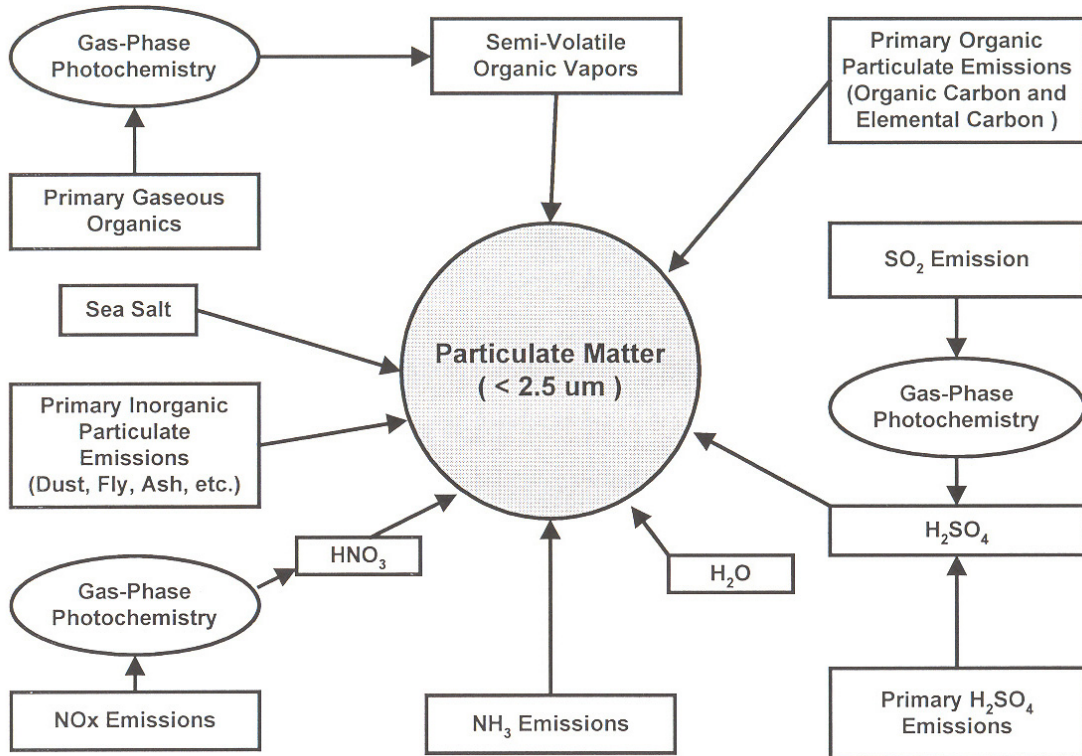 Gas-Phase
Photochemistry
Semi-Volatile
Organic Vapors
Primary Organic
Particulate Emissions
(Organic Carbon and
Elemental Carbon )
Primary Gaseous
Organics
SO₂ Emission
Sea Salt
Particulate Matter
( < 2.5 um )
Primary Inorganic
Particulate
Emissions
(Dust, Fly, Ash, etc.)
Gas-Phase
Photochemistry
HNO₃
H₂O
H₂SO₄
Gas-Phase
Photochemistry
NOx Emissions
NH₃ Emissions
Primary H₂SO₄
Emissions